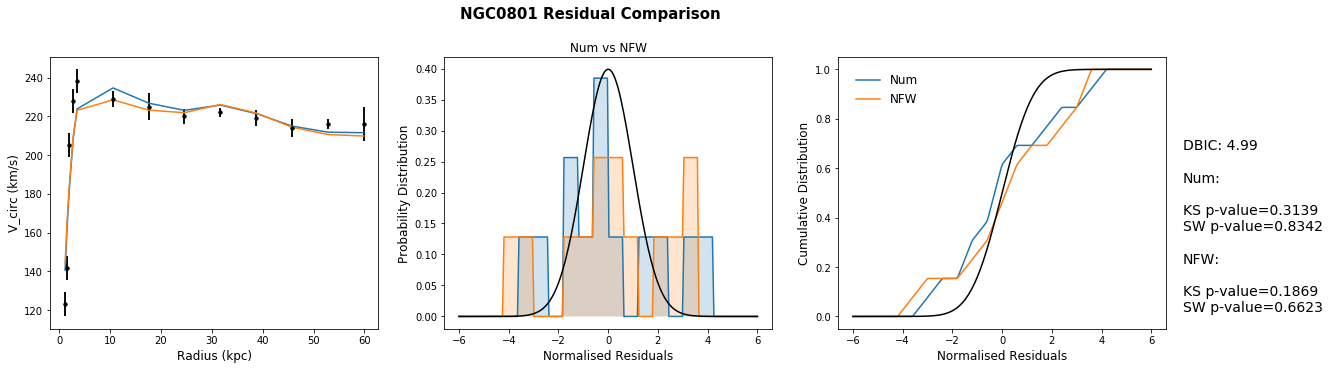 NGC0801 Residual Comparison
V_circ (km/s)
240
220
200
180
160
140
120
0 10 20 30 40 50 60
Radius (kpc)
Num vs NFW
Probability Distribution
0.40
0.35
0.30
0.25
0.20
0.15
0.10
0.05
0.00
−6 −4 −2 0 2 4 6
Normalised Residuals
Cumulative Distribution
1.0
0.8
0.6
0.4
0.2
0.0
−6 −4 −2 0 2 4 6
Normalised Residuals
Num
NFW
DBIC: 4.99
Num:
KS p-value=0.3139
SW p-value=0.8342
NFW:
KS p-value=0.1869
SW p-value=0.6623